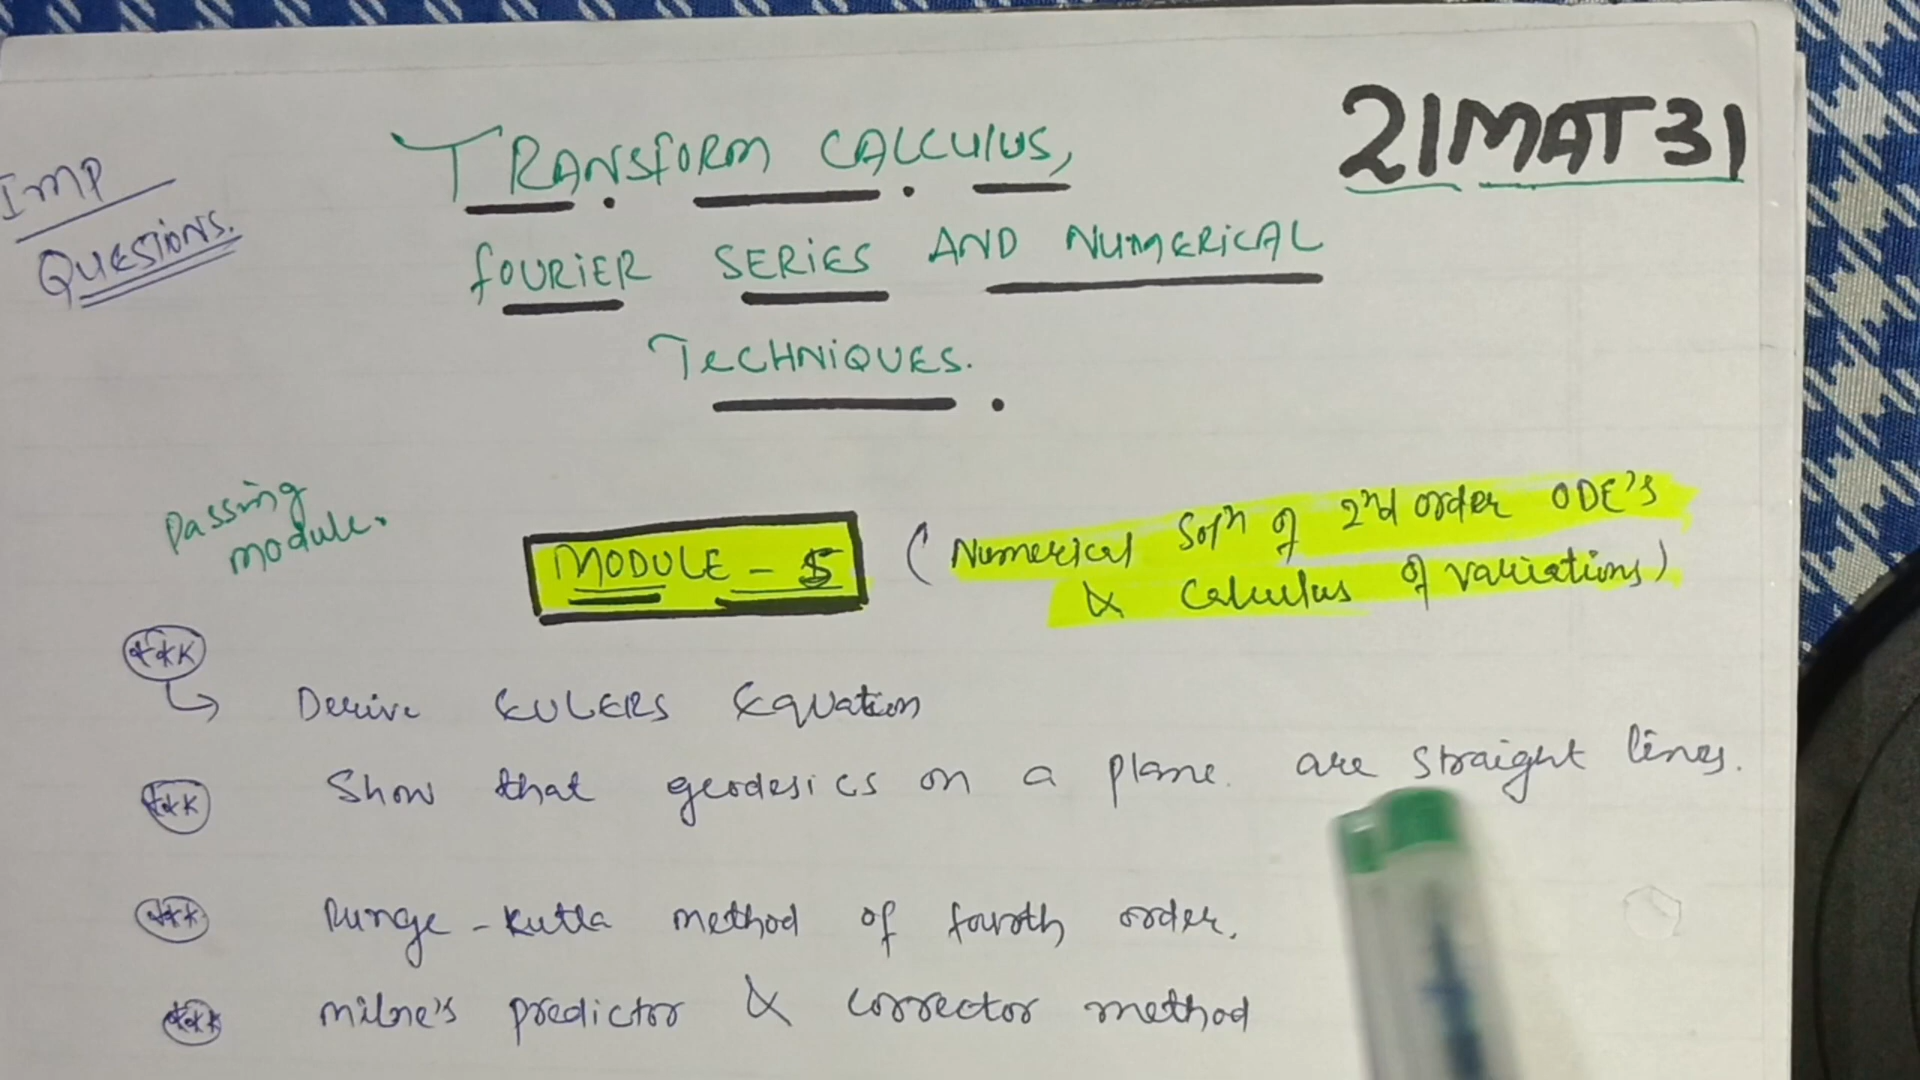 21MAT31
IMP
QUESTIONS.
TRANSFORM CALCULUS,
FOURIER SERIES AND NUMERICAL
TECHNIQUES.
Passing
module.
MODULE - 5 (Numerical Sol^n of 2nd order ODE's
& Calculus of variations)
***
Derive EULERS Equation
*** Show that geodesics on a plane. are straight lines.
*** Runge-Kutta method of fourth order.
*** milne's predictor & corrector method